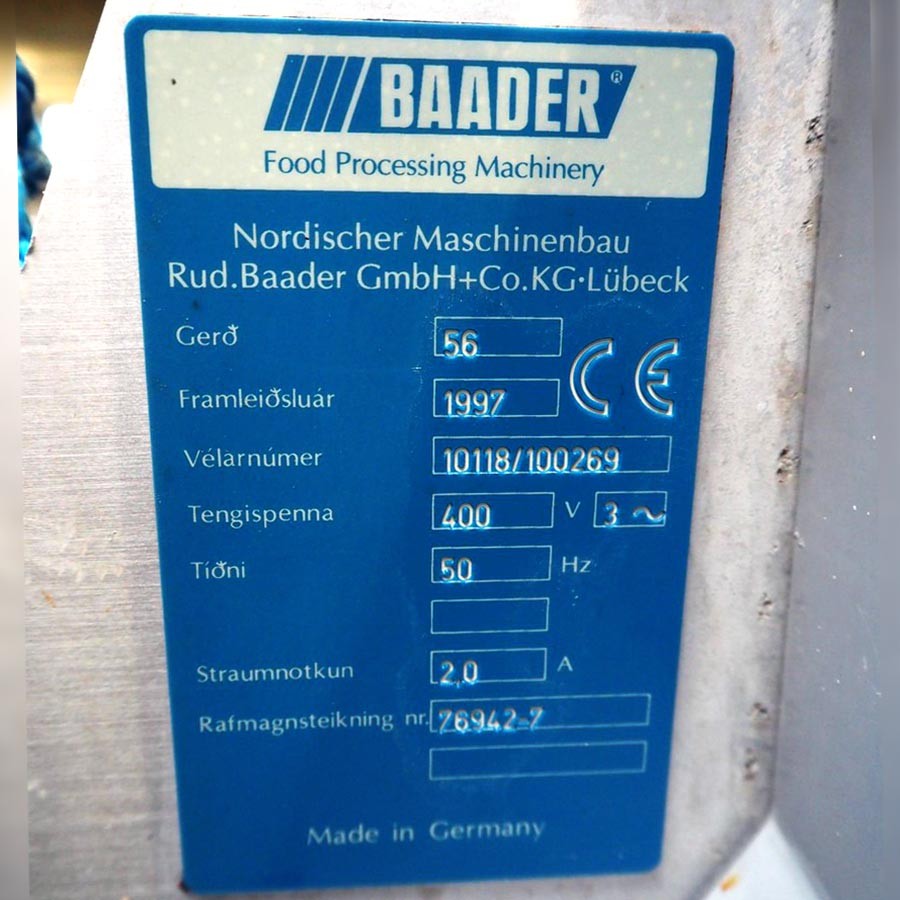 BAADER®
Food Processing Machinery
Nordischer Maschinenbau
Rud.Baader GmbH+Co.KG·Lübeck
Gerð 56 CE
Framleiðsluár 1997
Vélarnúmer 10118/100269
Tengispenna 400 V 3 ~
Tíðni 50 Hz
Straumnotkun 2,0 A
Rafmagnsteikning nr. 76942-7
Made in Germany